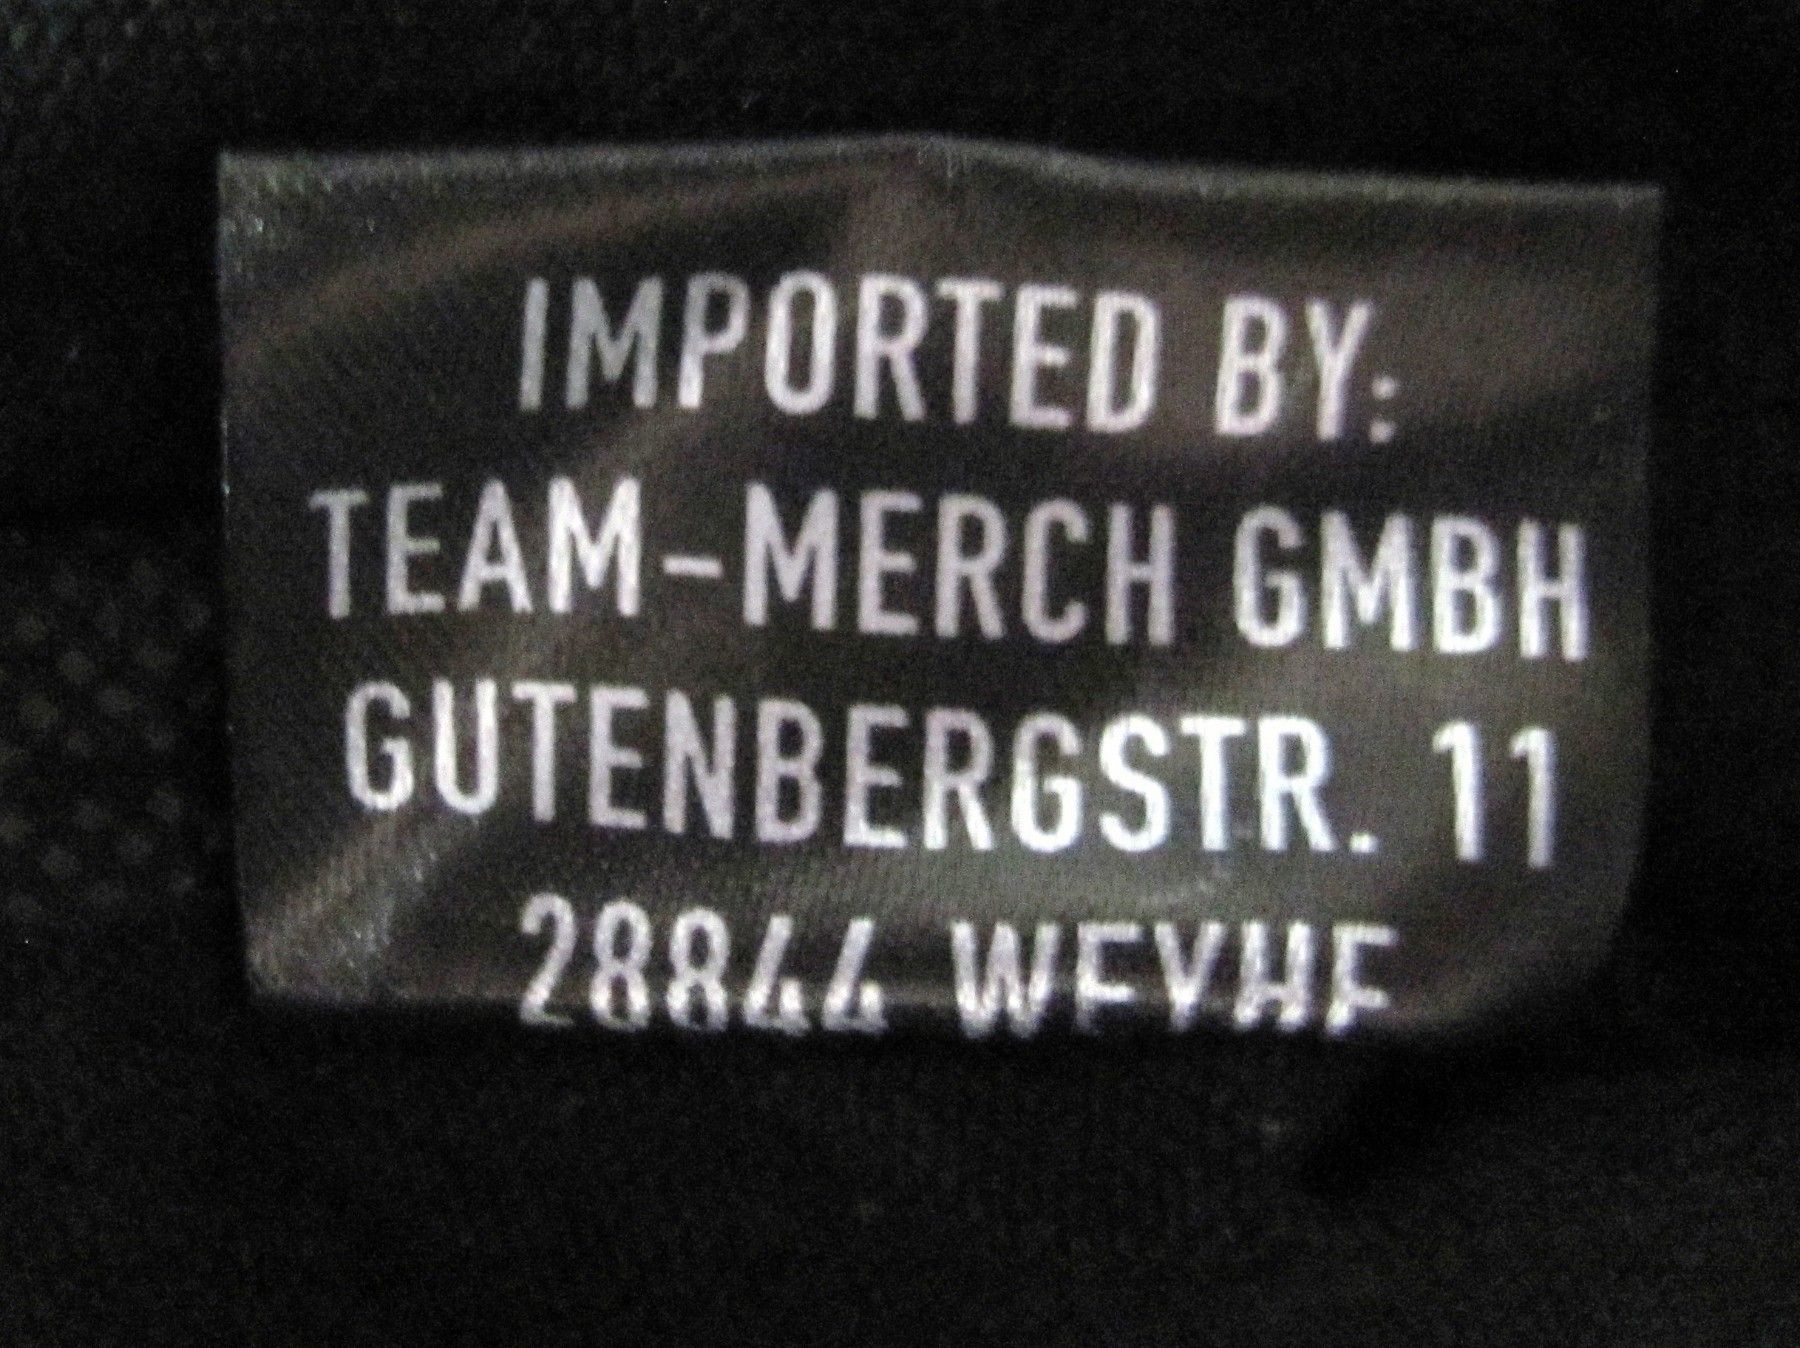 IMPORTED BY:
TEAM-MERCH GMBH
GUTENBERGSTR. 11
28844 WEYHE